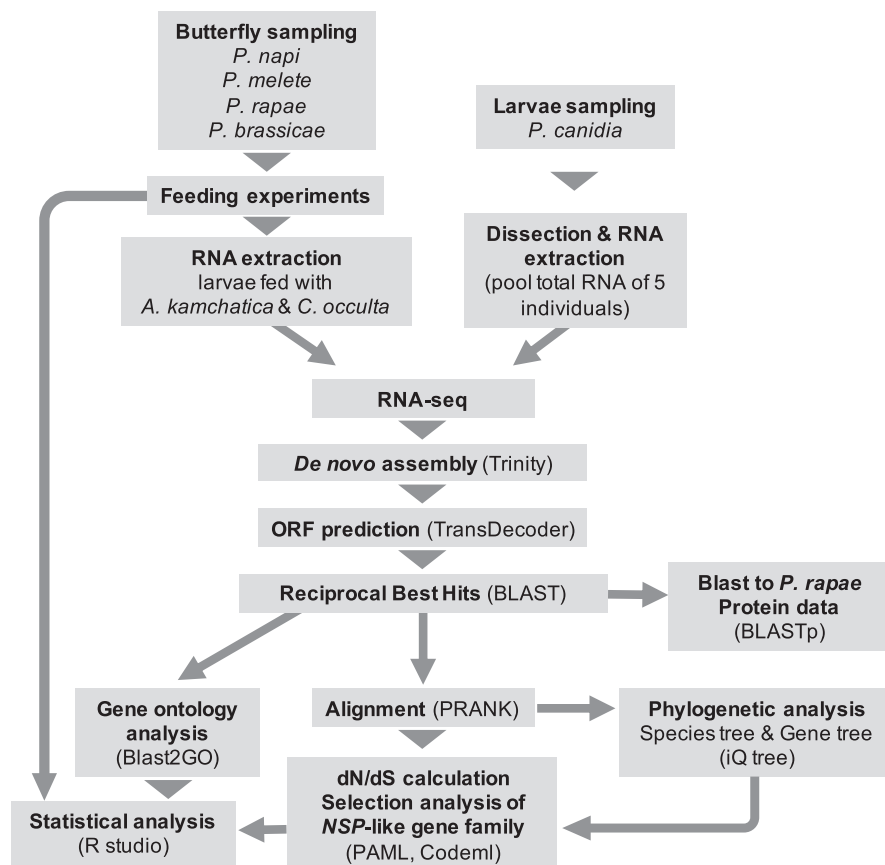 Butterfly sampling
P. napi
P. melete
P. rapae
P. brassicae
Larvae sampling
P. canidia
Feeding experiments
RNA extraction
larvae fed with
A. kamchatica & C. occulta
Dissection & RNA
extraction
(pool total RNA of 5
individuals)
RNA-seq
De novo assembly (Trinity)
ORF prediction (TransDecoder)
Reciprocal Best Hits (BLAST)
Blast to P. rapae
Protein data
(BLASTp)
Gene ontology
analysis
(Blast2GO)
Alignment (PRANK)
Phylogenetic analysis
Species tree & Gene tree
(iQ tree)
dN/dS calculation
Selection analysis of
NSP-like gene family
(PAML, Codeml)
Statistical analysis
(R studio)